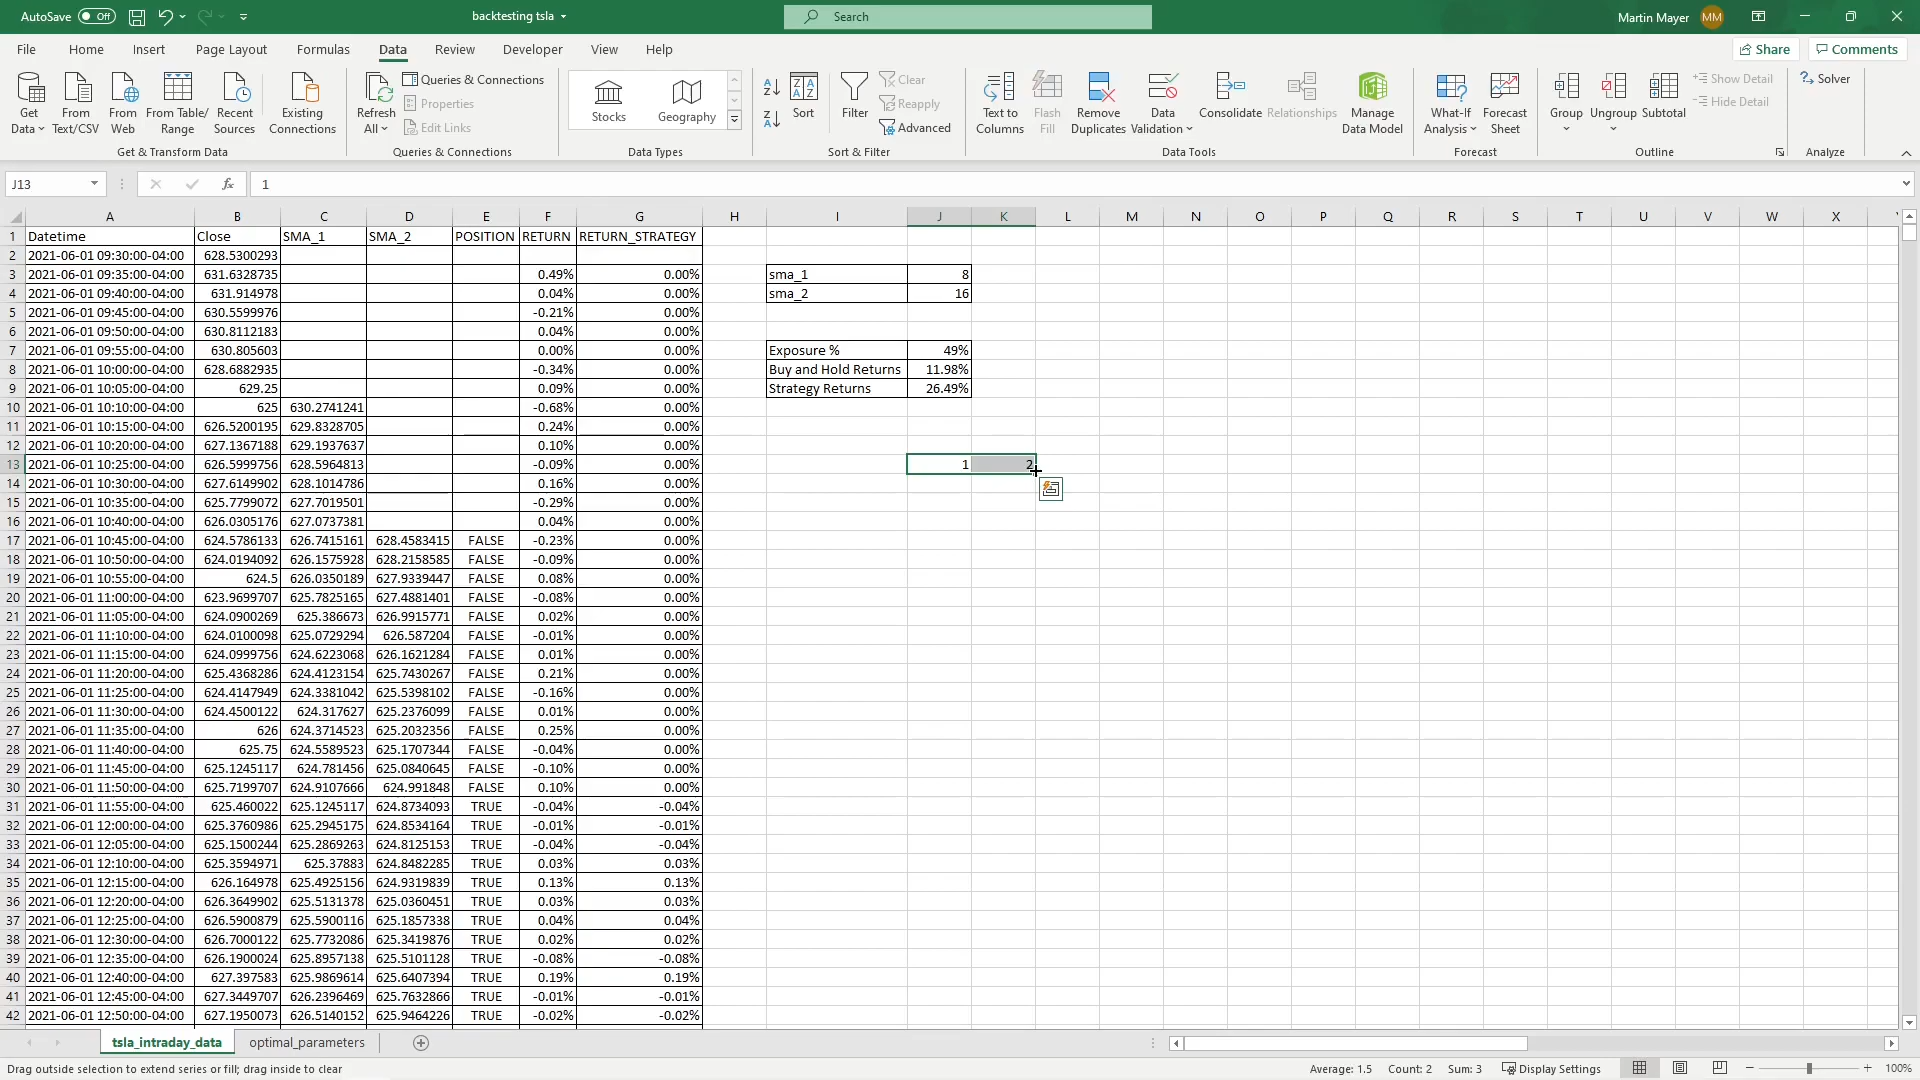 AutoSave Off backtesting tsla Search Martin Mayer MM
File Home Insert Page Layout Formulas Data Review Developer View Help Share Comments
Get Data From Text/CSV From Web From Table/Range Recent Sources Existing Connections Refresh All Queries & Connections Properties Edit Links Stocks Geography Sort Filter Clear Reapply Advanced Text to Columns Flash Fill Remove Duplicates Data Validation Consolidate Relationships Manage Data Model What-If Analysis Forecast Sheet Group Ungroup Subtotal Show Detail Hide Detail Solver
Get & Transform Data Queries & Connections Data Types Sort & Filter Data Tools Forecast Outline Analyze
J13 fx 1
A B C D E F G H I J K L M N O P Q R S T U V W X
1 Datetime Close SMA_1 SMA_2 POSITION RETURN RETURN_STRATEGY
2 2021-06-01 09:30:00-04:00 628.5300293
3 2021-06-01 09:35:00-04:00 631.6328735 0.49% 0.00% sma_1 8
4 2021-06-01 09:40:00-04:00 631.914978 0.04% 0.00% sma_2 16
5 2021-06-01 09:45:00-04:00 630.5599976 -0.21% 0.00%
6 2021-06-01 09:50:00-04:00 630.8112183 0.04% 0.00%
7 2021-06-01 09:55:00-04:00 630.805603 0.00% 0.00% Exposure % 49%
8 2021-06-01 10:00:00-04:00 628.6882935 -0.34% 0.00% Buy and Hold Returns 11.98%
9 2021-06-01 10:05:00-04:00 629.25 0.09% 0.00% Strategy Returns 26.49%
10 2021-06-01 10:10:00-04:00 625 630.2741241 -0.68% 0.00%
11 2021-06-01 10:15:00-04:00 626.5200195 629.8328705 0.24% 0.00%
12 2021-06-01 10:20:00-04:00 627.1367188 629.1937637 0.10% 0.00%
13 2021-06-01 10:25:00-04:00 626.5999756 628.5964813 -0.09% 0.00% 1 2
14 2021-06-01 10:30:00-04:00 627.6149902 628.1014786 0.16% 0.00%
15 2021-06-01 10:35:00-04:00 625.7799072 627.7019501 -0.29% 0.00%
16 2021-06-01 10:40:00-04:00 626.0305176 627.0737381 0.04% 0.00%
17 2021-06-01 10:45:00-04:00 624.5786133 626.7415161 628.4583415 FALSE -0.23% 0.00%
18 2021-06-01 10:50:00-04:00 624.0194092 626.1575928 628.2158585 FALSE -0.09% 0.00%
19 2021-06-01 10:55:00-04:00 624.5 626.0350189 627.9339447 FALSE 0.08% 0.00%
20 2021-06-01 11:00:00-04:00 623.9699707 625.7825165 627.4881401 FALSE -0.08% 0.00%
21 2021-06-01 11:05:00-04:00 624.0900269 625.386673 626.9915771 FALSE 0.02% 0.00%
22 2021-06-01 11:10:00-04:00 624.0100098 625.0729294 626.587204 FALSE -0.01% 0.00%
23 2021-06-01 11:15:00-04:00 624.0999756 624.6223068 626.1621284 FALSE 0.01% 0.00%
24 2021-06-01 11:20:00-04:00 625.4368286 624.4123154 625.7430267 FALSE 0.21% 0.00%
25 2021-06-01 11:25:00-04:00 624.4147949 624.3381042 625.5398102 FALSE -0.16% 0.00%
26 2021-06-01 11:30:00-04:00 624.4500122 624.317627 625.2376099 FALSE 0.01% 0.00%
27 2021-06-01 11:35:00-04:00 626 624.3714523 625.2032356 FALSE 0.25% 0.00%
28 2021-06-01 11:40:00-04:00 625.75 624.5589523 625.1707344 FALSE -0.04% 0.00%
29 2021-06-01 11:45:00-04:00 625.1245117 624.781456 625.0840645 FALSE -0.10% 0.00%
30 2021-06-01 11:50:00-04:00 625.7199707 624.9107666 624.991848 FALSE 0.10% 0.00%
31 2021-06-01 11:55:00-04:00 625.460022 625.1245117 624.8734093 TRUE -0.04% -0.04%
32 2021-06-01 12:00:00-04:00 625.3760986 625.2945175 624.8534164 TRUE -0.01% -0.01%
33 2021-06-01 12:05:00-04:00 625.1500244 625.2869263 624.8125153 TRUE -0.04% -0.04%
34 2021-06-01 12:10:00-04:00 625.3594971 625.37883 624.8482285 TRUE 0.03% 0.03%
35 2021-06-01 12:15:00-04:00 626.164978 625.4925156 624.9319839 TRUE 0.13% 0.13%
36 2021-06-01 12:20:00-04:00 626.3649902 625.5131378 625.0360451 TRUE 0.03% 0.03%
37 2021-06-01 12:25:00-04:00 626.5900879 625.5900116 625.1857338 TRUE 0.04% 0.04%
38 2021-06-01 12:30:00-04:00 626.7000122 625.7732086 625.3419876 TRUE 0.02% 0.02%
39 2021-06-01 12:35:00-04:00 626.1900024 625.8957138 625.5101128 TRUE -0.08% -0.08%
40 2021-06-01 12:40:00-04:00 627.397583 625.9869614 625.6407394 TRUE 0.19% 0.19%
41 2021-06-01 12:45:00-04:00 627.3449707 626.2396469 625.7632866 TRUE -0.01% -0.01%
42 2021-06-01 12:50:00-04:00 627.1950073 626.5140152 625.9464226 TRUE -0.02% -0.02%
tsla_intraday_data optimal_parameters
Drag outside selection to extend series or fill; drag inside to clear Average: 1.5 Count: 2 Sum: 3 Display Settings 100%